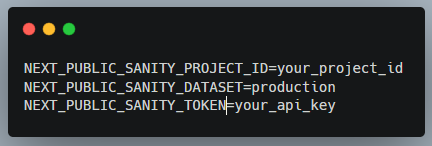 NEXT_PUBLIC_SANITY_PROJECT_ID=your_project_id
NEXT_PUBLIC_SANITY_DATASET=production
NEXT_PUBLIC_SANITY_TOKEN=your_api_key